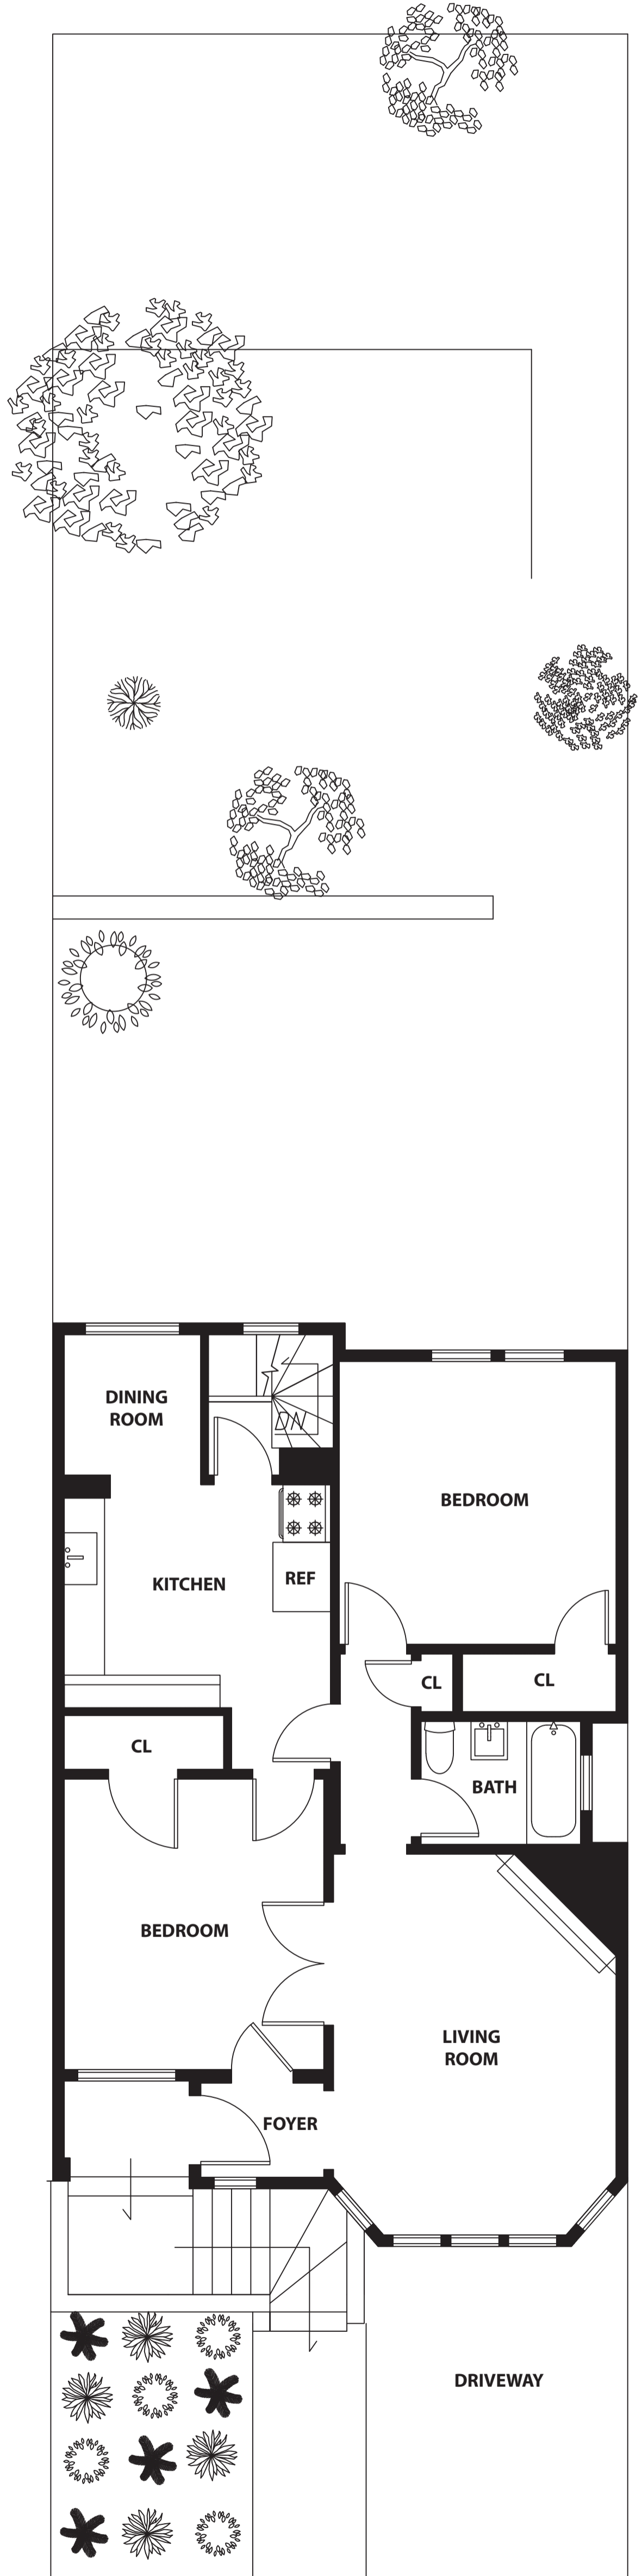 DINING
ROOM
DN
BEDROOM
KITCHEN
REF
CL
CL
CL
BATH
BEDROOM
LIVING
ROOM
FOYER
DRIVEWAY